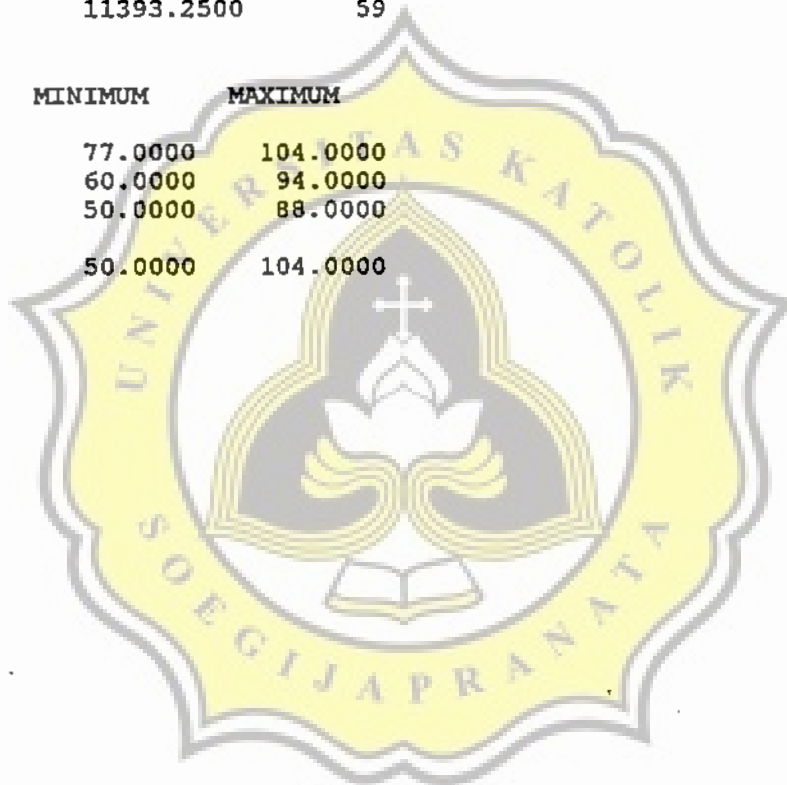 11393.2500 59
MINIMUM MAXIMUM
77.0000 104.0000
60.0000 94.0000
50.0000 88.0000
50.0000 104.0000
UNIVERSITAS KATOLIK
SOEGIJAPRANATA